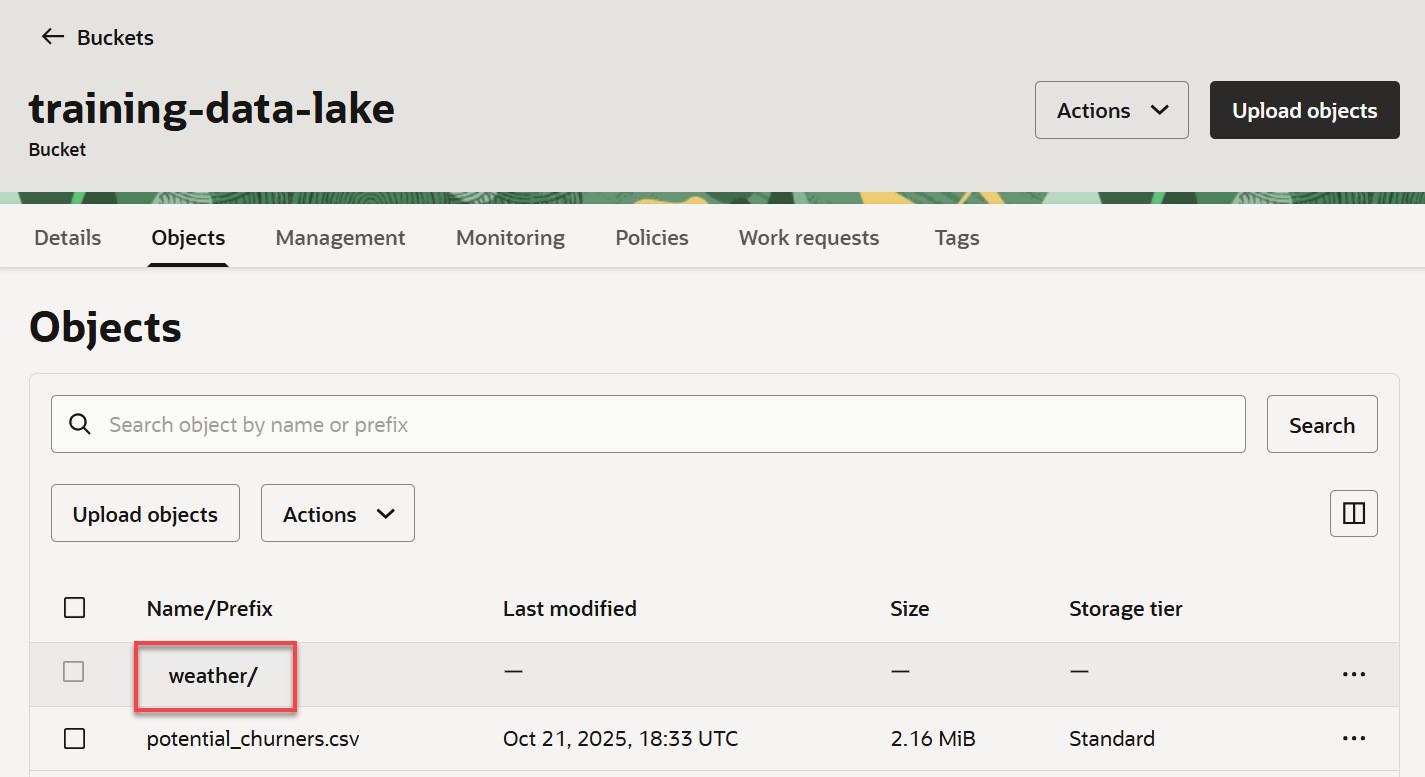 ← Buckets
training-data-lake
Bucket
Actions
Upload objects
Details Objects Management Monitoring Policies Work requests Tags
Objects
Search object by name or prefix
Search
Upload objects Actions
Name/Prefix Last modified Size Storage tier
weather/ — — —
potential_churners.csv Oct 21, 2025, 18:33 UTC 2.16 MiB Standard